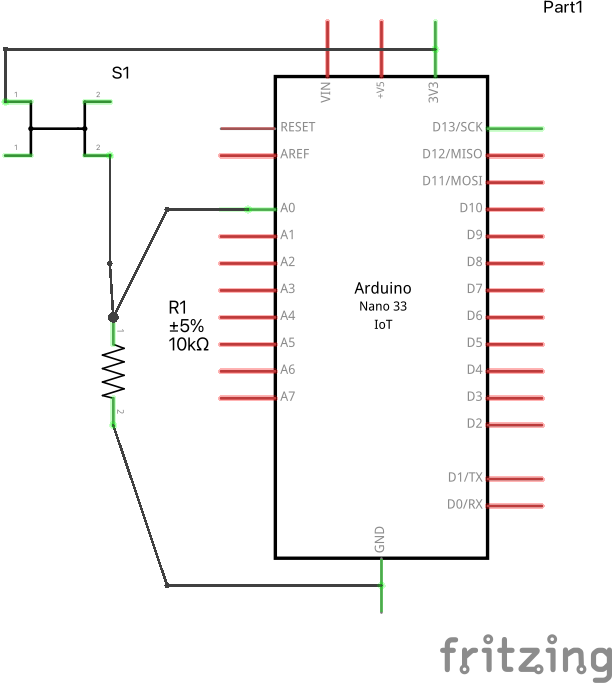 Part1
S1
1 2
1 2
VIN +V5 3V3
RESET D13/SCK
AREF D12/MISO
D11/MOSI
A0 D10
A1 D9
A2 D8
A3 D7
A4 D6
A5 D5
A6 D4
A7 D3
D2
D1/TX
D0/RX
GND
Arduino
Nano 33
IoT
R1
±5%
10kΩ
1
2
fritzing